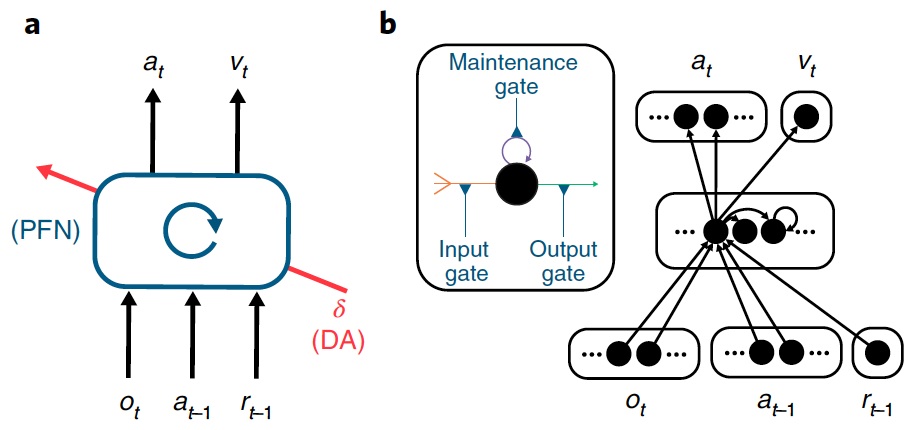 a
a_t
v_t
(PFN)
δ
(DA)
o_t
a_{t–1}
r_{t–1}
b
Maintenance
gate
Input
gate
Output
gate
a_t
v_t
... ...
...
...
... ...
... ...
o_t
a_{t–1}
r_{t–1}